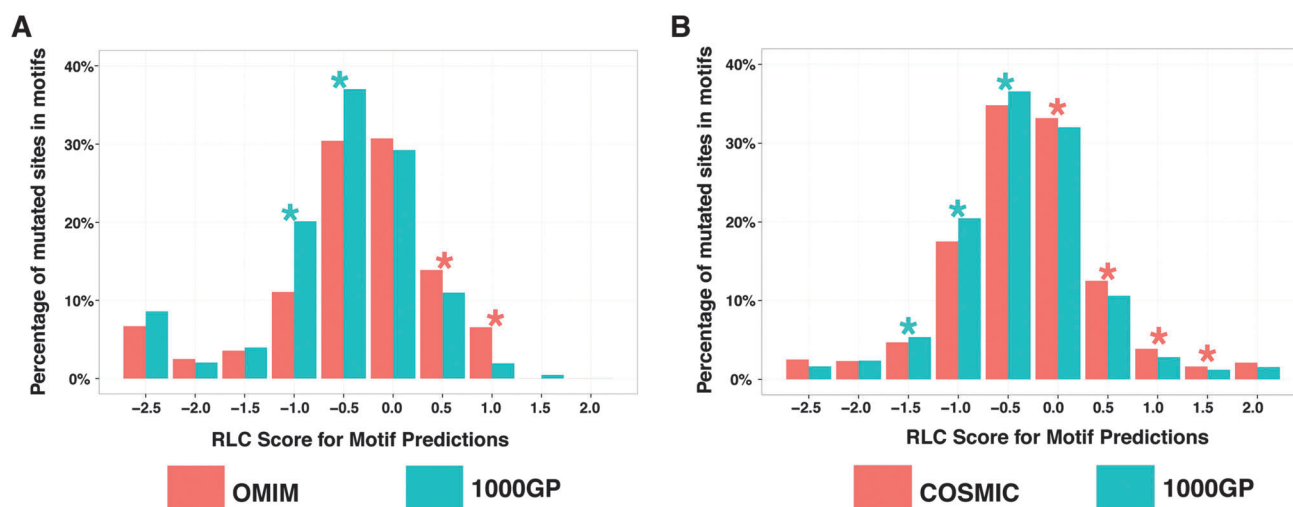 A
Percentage of mutated sites in motifs
40%
30%
20%
10%
0%
*
*
*
*
−2.5 −2.0 −1.5 −1.0 −0.5 0.0 0.5 1.0 1.5 2.0
RLC Score for Motif Predictions
OMIM 1000GP
B
Percentage of mutated sites in motifs
40%
30%
20%
10%
0%
*
*
*
*
*
*
*
−2.5 −2.0 −1.5 −1.0 −0.5 0.0 0.5 1.0 1.5 2.0
RLC Score for Motif Predictions
COSMIC 1000GP